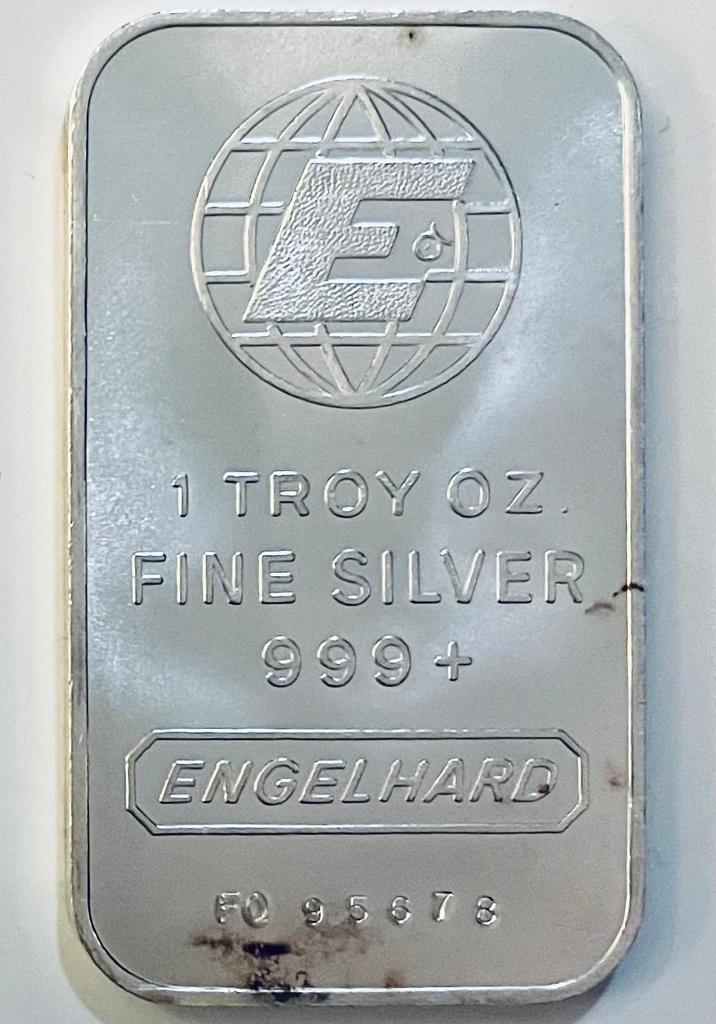 E
1 TROY OZ.
FINE SILVER
999+
ENGELHARD
FQ 95678